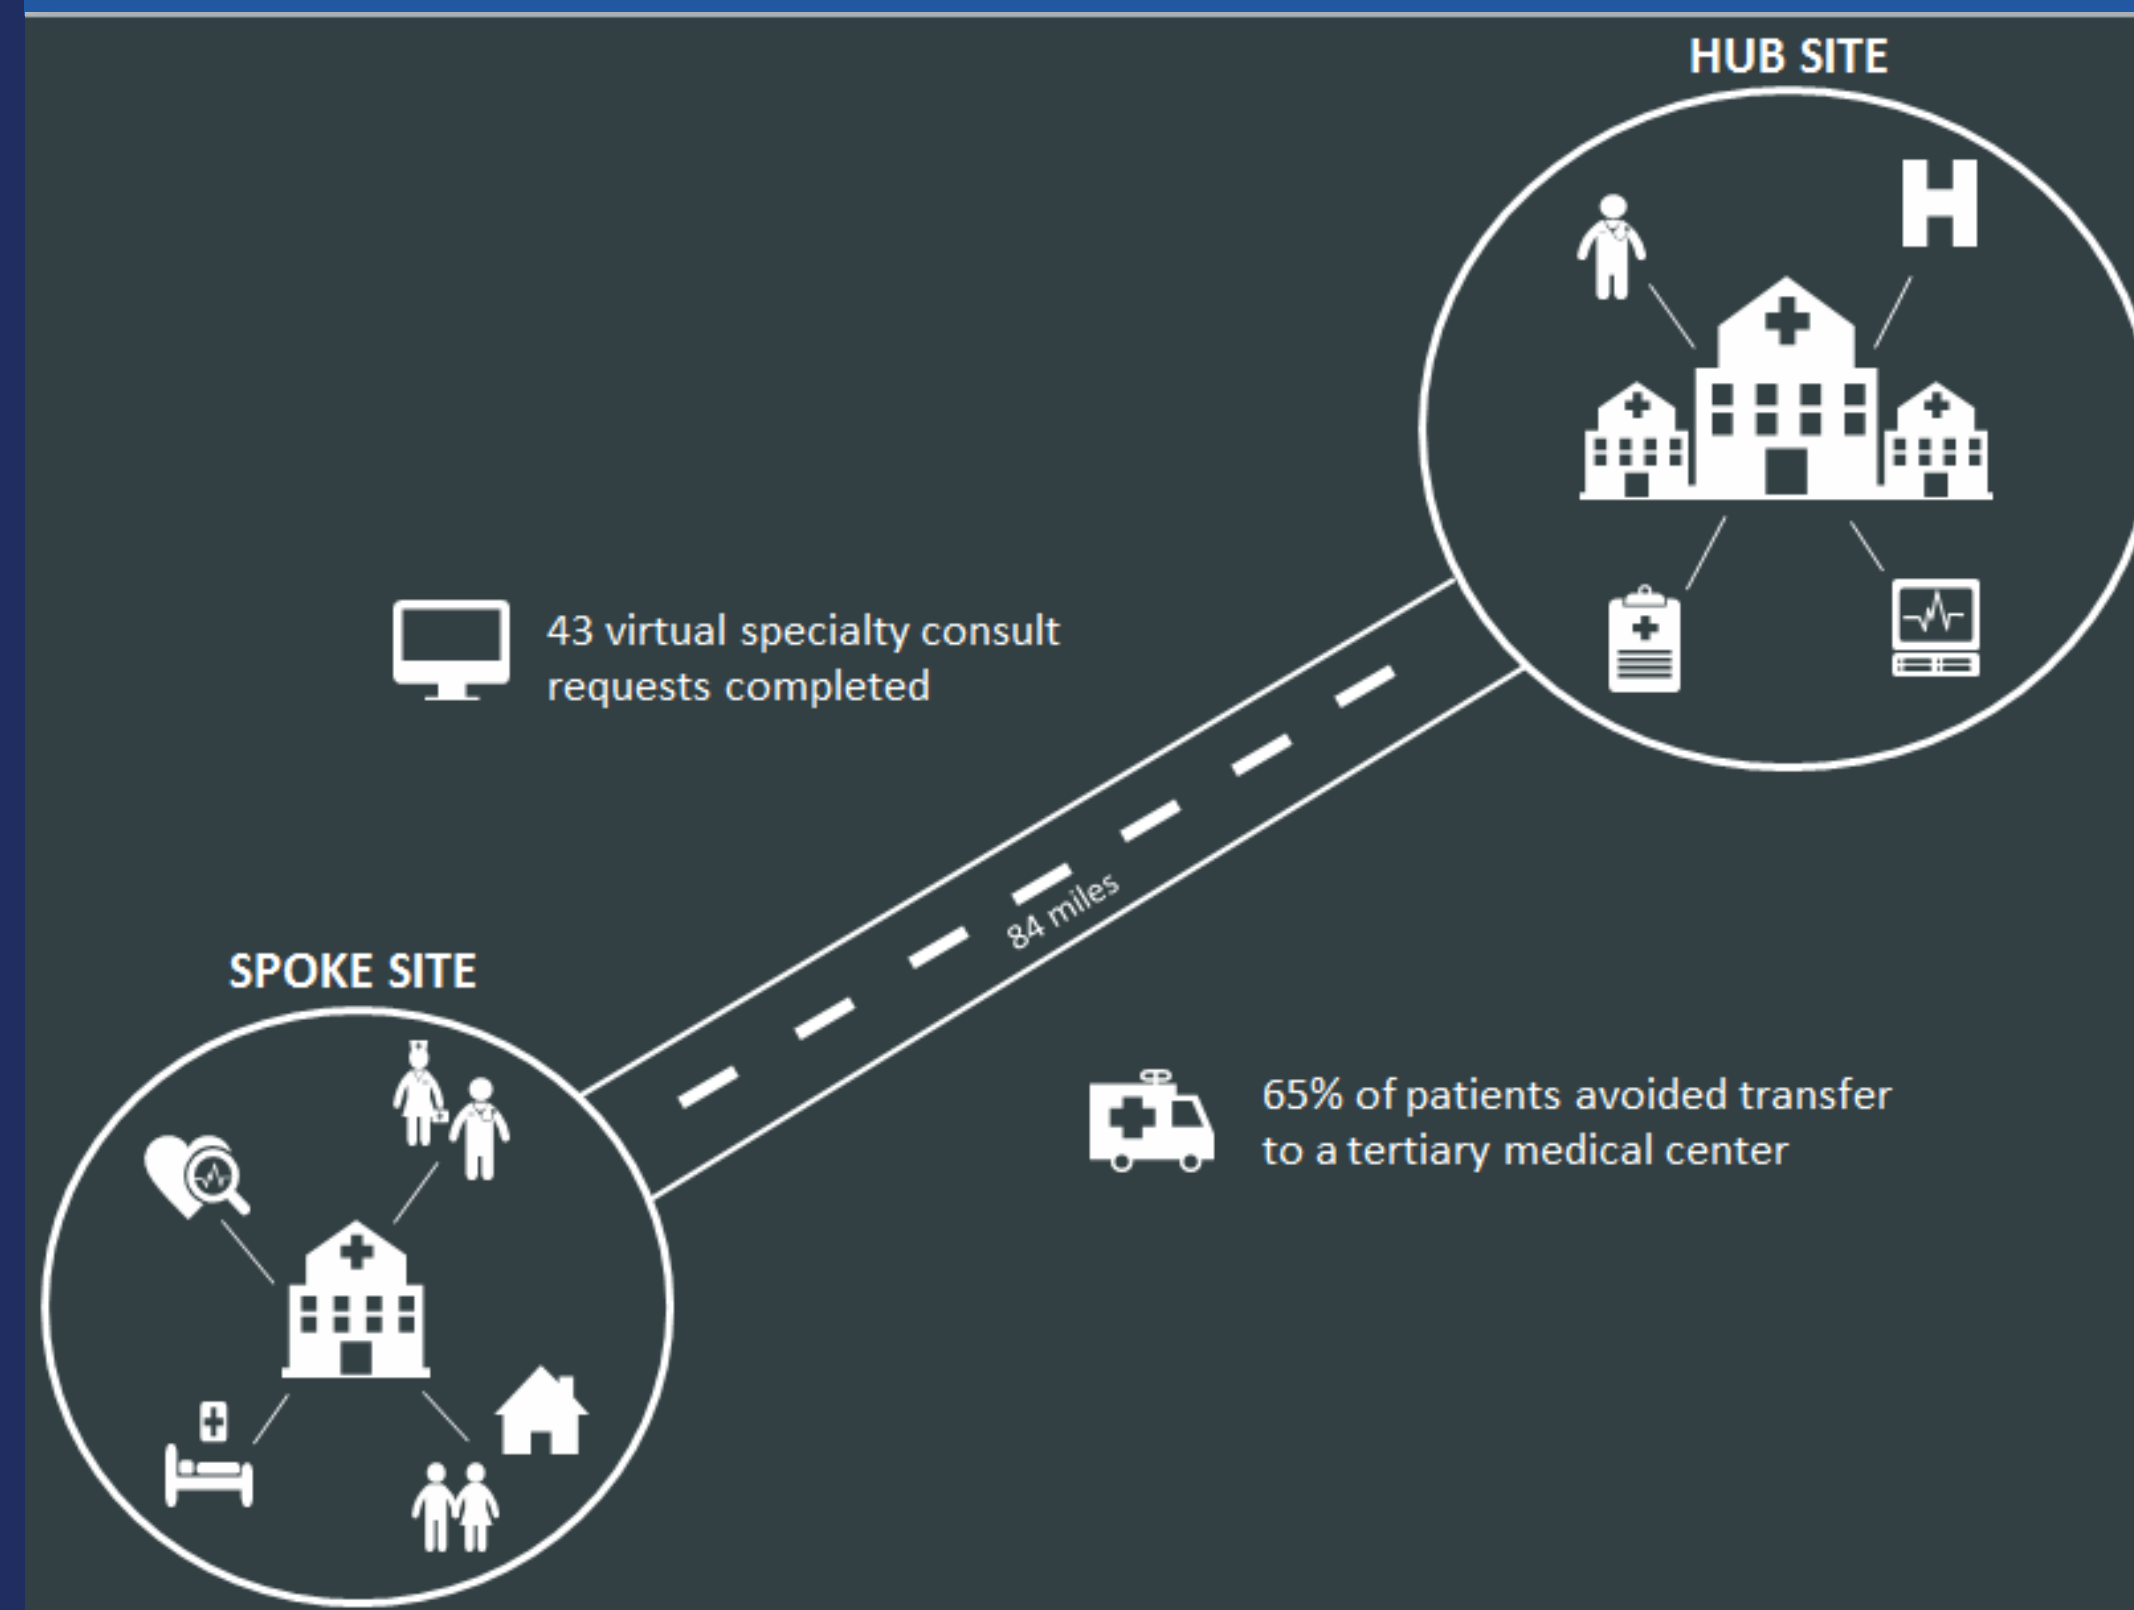 HUB SITE
H
43 virtual specialty consult
requests completed
84 miles
SPOKE SITE
65% of patients avoided transfer
to a tertiary medical center